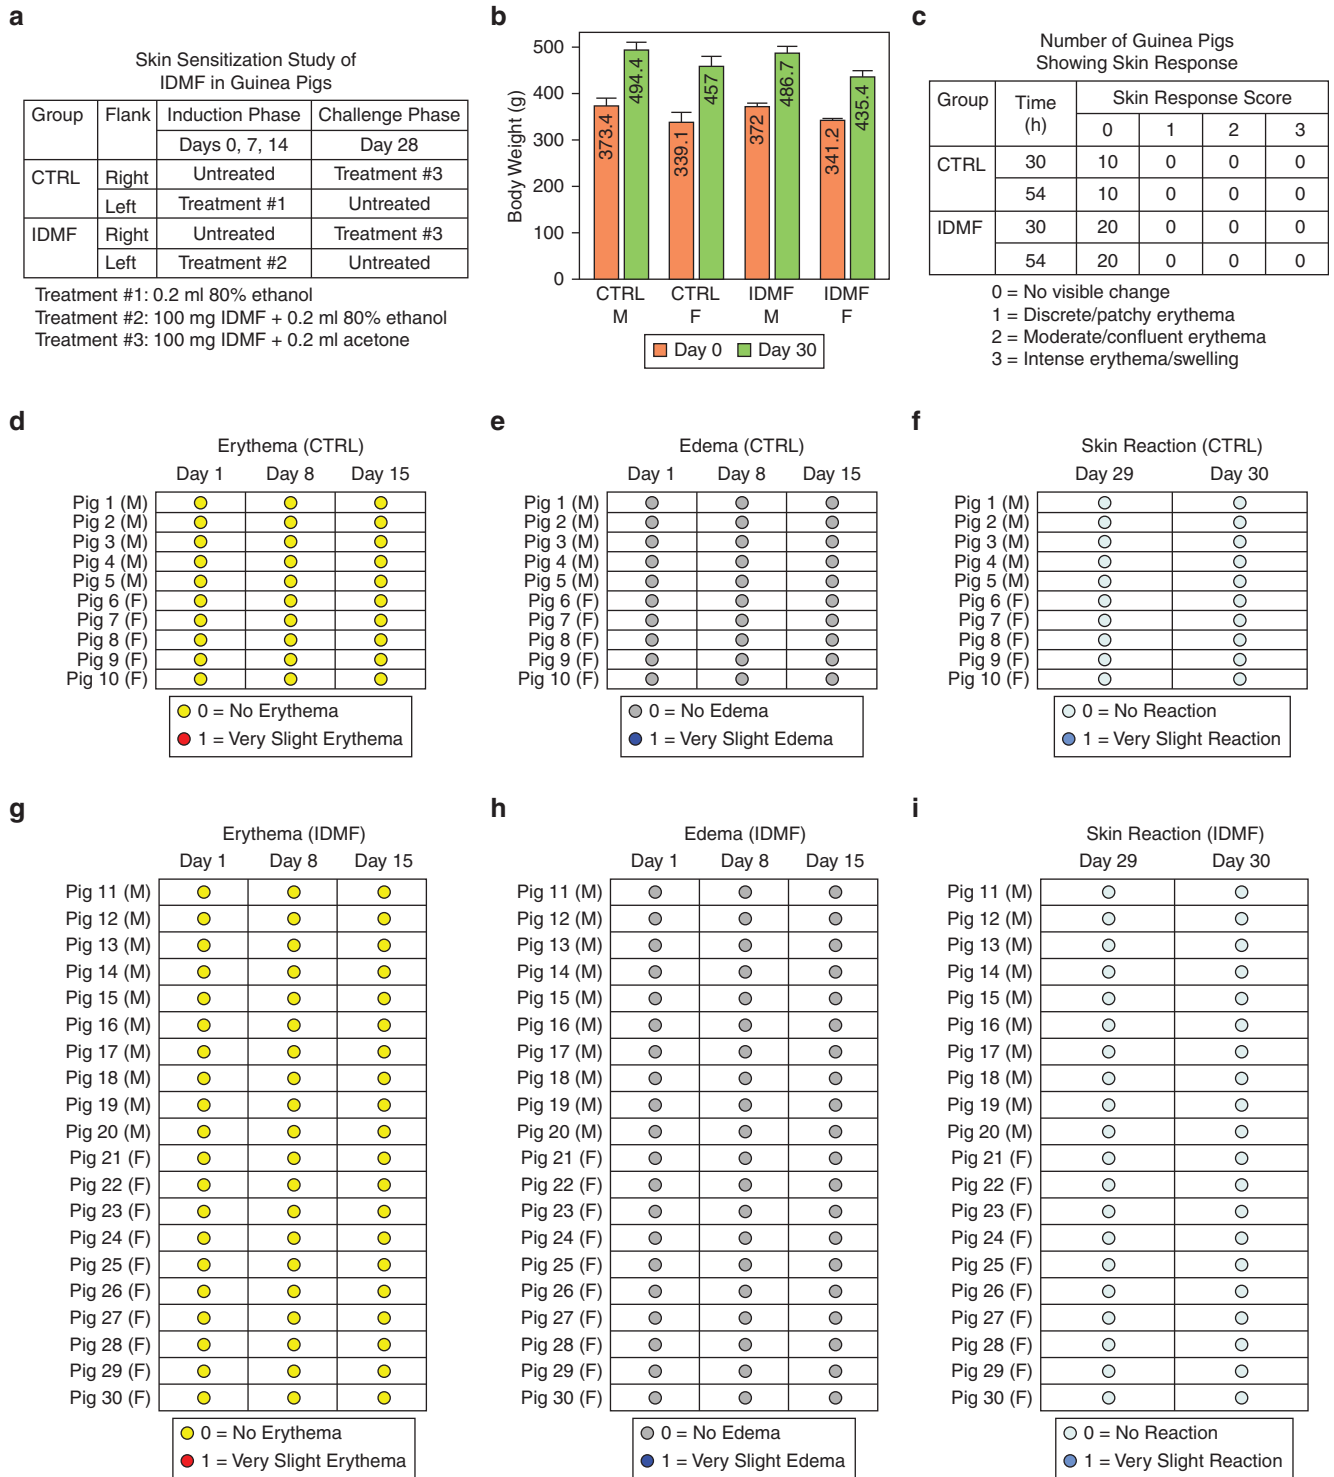 a
Skin Sensitization Study of
IDMF in Guinea Pigs
Group Flank Induction Phase Challenge Phase
Days 0, 7, 14 Day 28
CTRL Right Untreated Treatment #3
Left Treatment #1 Untreated
IDMF Right Untreated Treatment #3
Left Treatment #2 Untreated
Treatment #1: 0.2 ml 80% ethanol
Treatment #2: 100 mg IDMF + 0.2 ml 80% ethanol
Treatment #3: 100 mg IDMF + 0.2 ml acetone
b
Body Weight (g)
500
400
300
200
100
0
373.4 494.4 339.1 457 372 486.7 341.2 435.4
CTRL CTRL IDMF IDMF
M F M F
Day 0 Day 30
c
Number of Guinea Pigs
Showing Skin Response
Group Time (h) Skin Response Score
0 1 2 3
CTRL 30 10 0 0 0
54 10 0 0 0
IDMF 30 20 0 0 0
54 20 0 0 0
0 = No visible change
1 = Discrete/patchy erythema
2 = Moderate/confluent erythema
3 = Intense erythema/swelling
d
Erythema (CTRL)
Day 1 Day 8 Day 15
Pig 1 (M)
Pig 2 (M)
Pig 3 (M)
Pig 4 (M)
Pig 5 (M)
Pig 6 (F)
Pig 7 (F)
Pig 8 (F)
Pig 9 (F)
Pig 10 (F)
0 = No Erythema
1 = Very Slight Erythema
e
Edema (CTRL)
Day 1 Day 8 Day 15
Pig 1 (M)
Pig 2 (M)
Pig 3 (M)
Pig 4 (M)
Pig 5 (M)
Pig 6 (F)
Pig 7 (F)
Pig 8 (F)
Pig 9 (F)
Pig 10 (F)
0 = No Edema
1 = Very Slight Edema
f
Skin Reaction (CTRL)
Day 29 Day 30
Pig 1 (M)
Pig 2 (M)
Pig 3 (M)
Pig 4 (M)
Pig 5 (M)
Pig 6 (F)
Pig 7 (F)
Pig 8 (F)
Pig 9 (F)
Pig 10 (F)
0 = No Reaction
1 = Very Slight Reaction
g
Erythema (IDMF)
Day 1 Day 8 Day 15
Pig 11 (M)
Pig 12 (M)
Pig 13 (M)
Pig 14 (M)
Pig 15 (M)
Pig 16 (M)
Pig 17 (M)
Pig 18 (M)
Pig 19 (M)
Pig 20 (M)
Pig 21 (F)
Pig 22 (F)
Pig 23 (F)
Pig 24 (F)
Pig 25 (F)
Pig 26 (F)
Pig 27 (F)
Pig 28 (F)
Pig 29 (F)
Pig 30 (F)
0 = No Erythema
1 = Very Slight Erythema
h
Edema (IDMF)
Day 1 Day 8 Day 15
Pig 11 (M)
Pig 12 (M)
Pig 13 (M)
Pig 14 (M)
Pig 15 (M)
Pig 16 (M)
Pig 17 (M)
Pig 18 (M)
Pig 19 (M)
Pig 20 (M)
Pig 21 (F)
Pig 22 (F)
Pig 23 (F)
Pig 24 (F)
Pig 25 (F)
Pig 26 (F)
Pig 27 (F)
Pig 28 (F)
Pig 29 (F)
Pig 30 (F)
0 = No Edema
1 = Very Slight Edema
i
Skin Reaction (IDMF)
Day 29 Day 30
Pig 11 (M)
Pig 12 (M)
Pig 13 (M)
Pig 14 (M)
Pig 15 (M)
Pig 16 (M)
Pig 17 (M)
Pig 18 (M)
Pig 19 (M)
Pig 20 (M)
Pig 21 (F)
Pig 22 (F)
Pig 23 (F)
Pig 24 (F)
Pig 25 (F)
Pig 26 (F)
Pig 27 (F)
Pig 28 (F)
Pig 29 (F)
Pig 30 (F)
0 = No Reaction
1 = Very Slight Reaction